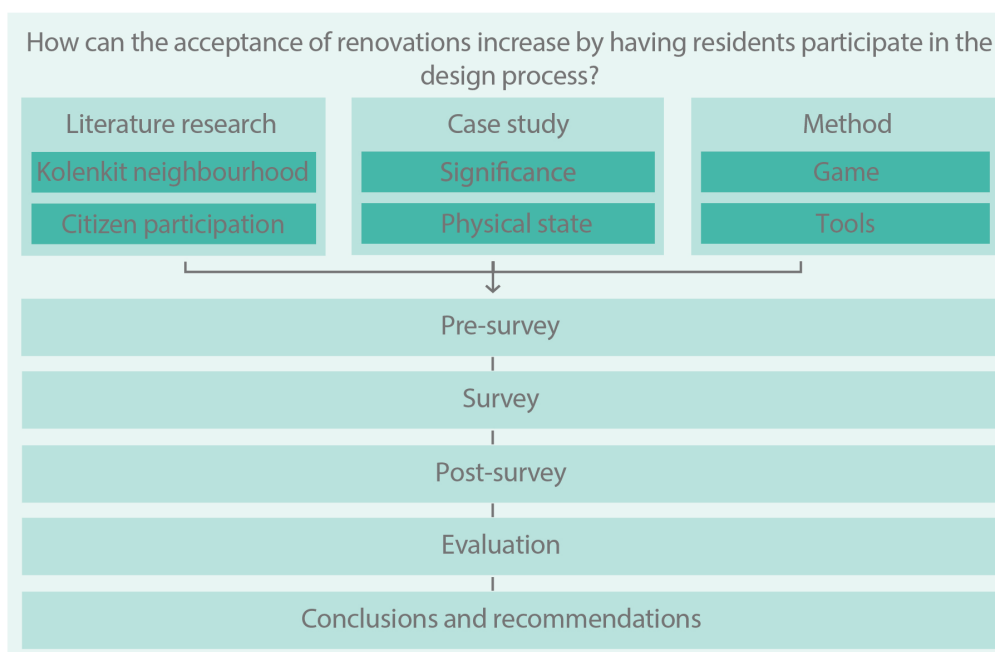 How can the acceptance of renovations increase by having residents participate in the
design process?
Literature research
Kolenkit neighbourhood
Citizen participation
Case study
Significance
Physical state
Method
Game
Tools
Pre-survey
Survey
Post-survey
Evaluation
Conclusions and recommendations